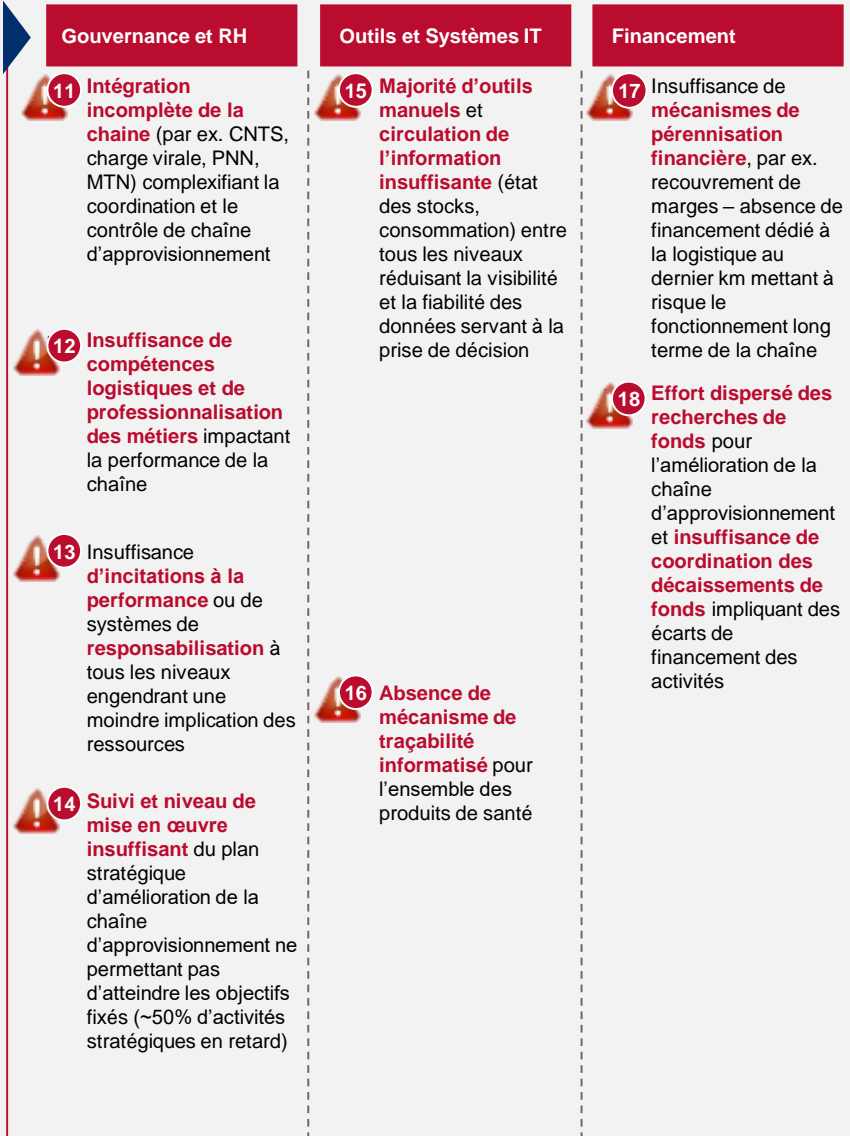 Gouvernance et RH
11
Intégration
incomplète de la
chaine (par ex. CNTS,
charge virale, PNN,
MTN) complexifiant la
coordination et le
contrôle de chaîne
d’approvisionnement
12
Insuffisance de
compétences
logistiques et de
professionnalisation
des métiers impactant
la performance de la
chaîne
13
Insuffisance
d’incitations à la
performance ou de
systèmes de
responsabilisation à
tous les niveaux
engendrant une
moindre implication des
ressources
14
Suivi et niveau de
mise en œuvre
insuffisant du plan
stratégique
d’amélioration de la
chaîne
d’approvisionnement ne
permettant pas
d’atteindre les objectifs
fixés (~50% d’activités
stratégiques en retard)
Outils et Systèmes IT
15
Majorité d’outils
manuels et
circulation de
l’information
insuffisante (état
des stocks,
consommation) entre
tous les niveaux
réduisant la visibilité
et la fiabilité des
données servant à la
prise de décision
16
Absence de
mécanisme de
traçabilité
informatisé pour
l’ensemble des
produits de santé
Financement
17
Insuffisance de
mécanismes de
pérennisation
financière, par ex.
recouvrement de
marges – absence de
financement dédié à
la logistique au
dernier km mettant à
risque le
fonctionnement long
terme de la chaîne
18
Effort dispersé des
recherches de
fonds pour
l’amélioration de la
chaîne
d’approvisionnement
et insuffisance de
coordination des
décaissements de
fonds impliquant des
écarts de
financement des
activités